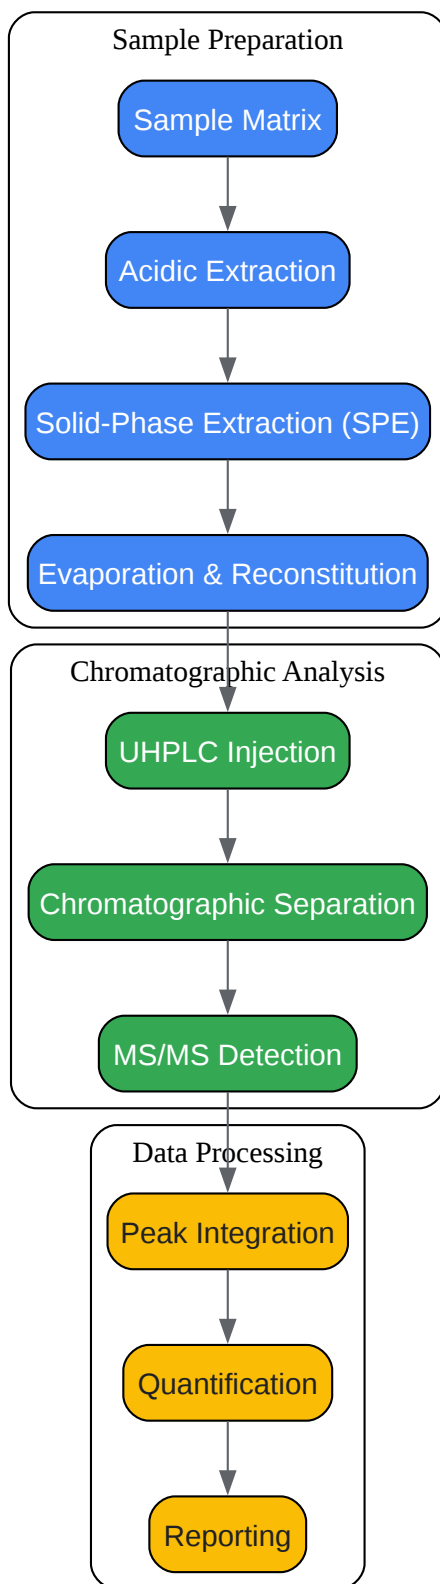 Sample Preparation
Sample Matrix
Acidic Extraction
Solid-Phase Extraction (SPE)
Evaporation & Reconstitution
Chromatographic Analysis
UHPLC Injection
Chromatographic Separation
MS/MS Detection
Data Processing
Peak Integration
Quantification
Reporting